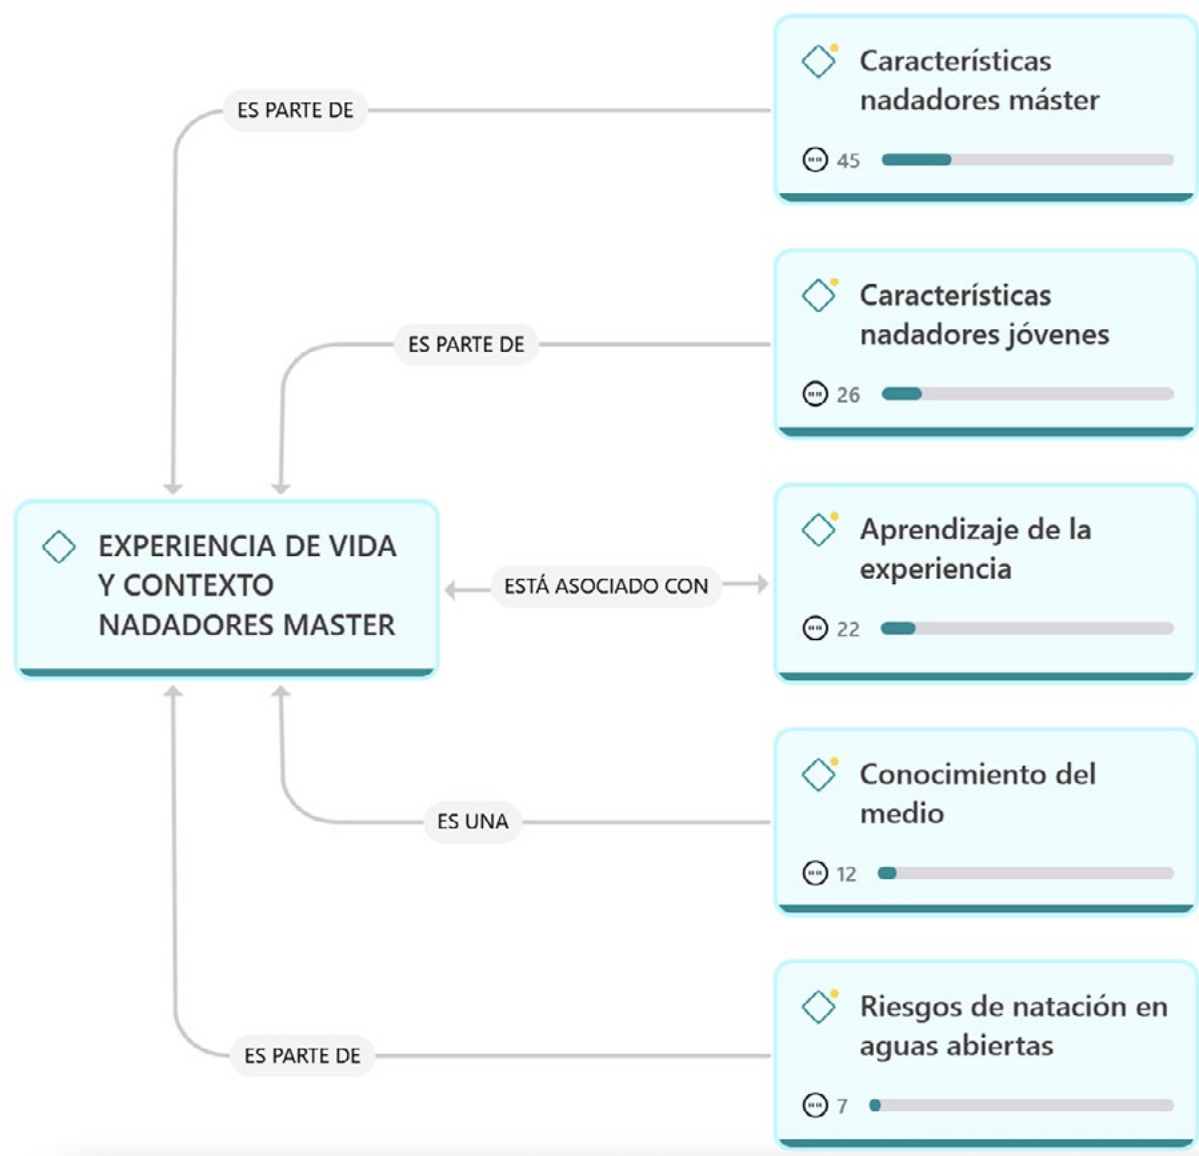 Características
nadadores máster
45
ES PARTE DE
Características
nadadores jóvenes
26
ES PARTE DE
EXPERIENCIA DE VIDA
Y CONTEXTO
NADADORES MASTER
ESTÁ ASOCIADO CON
Aprendizaje de la
experiencia
22
Conocimiento del
medio
12
ES UNA
Riesgos de natación en
aguas abiertas
7
ES PARTE DE